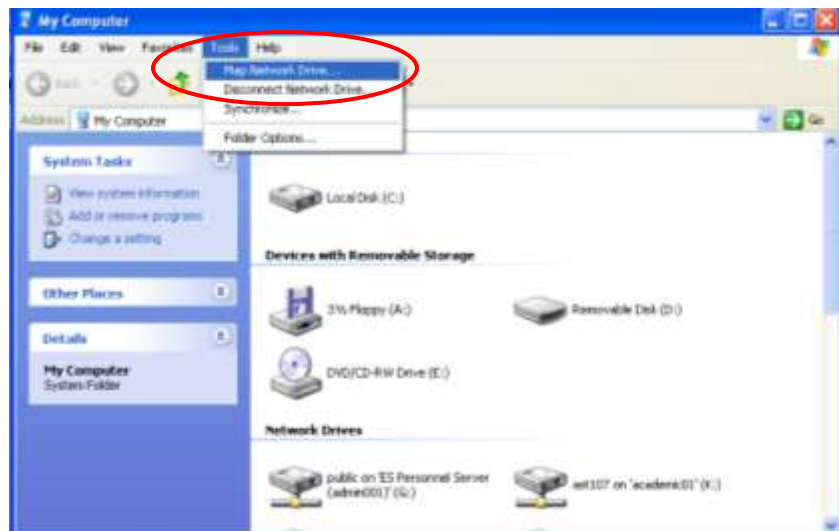 My Computer
File Edit View Favorites Tools Help
Map Network Drive...
Back
Disconnect Network Drive...
Synchronize...
Address My Computer Go
Folder Options...
System Tasks
View system information
Add or remove programs
Change a setting
Local Disk (C:)
Devices with Removable Storage
Other Places
3½ Floppy (A:) Removable Disk (D:)
Details
My Computer
System Folder
DVD/CD-RW Drive (E:)
Network Drives
public on 'ES Personnel Server
(admin001)' (G:)
on 'academic01' (K:)